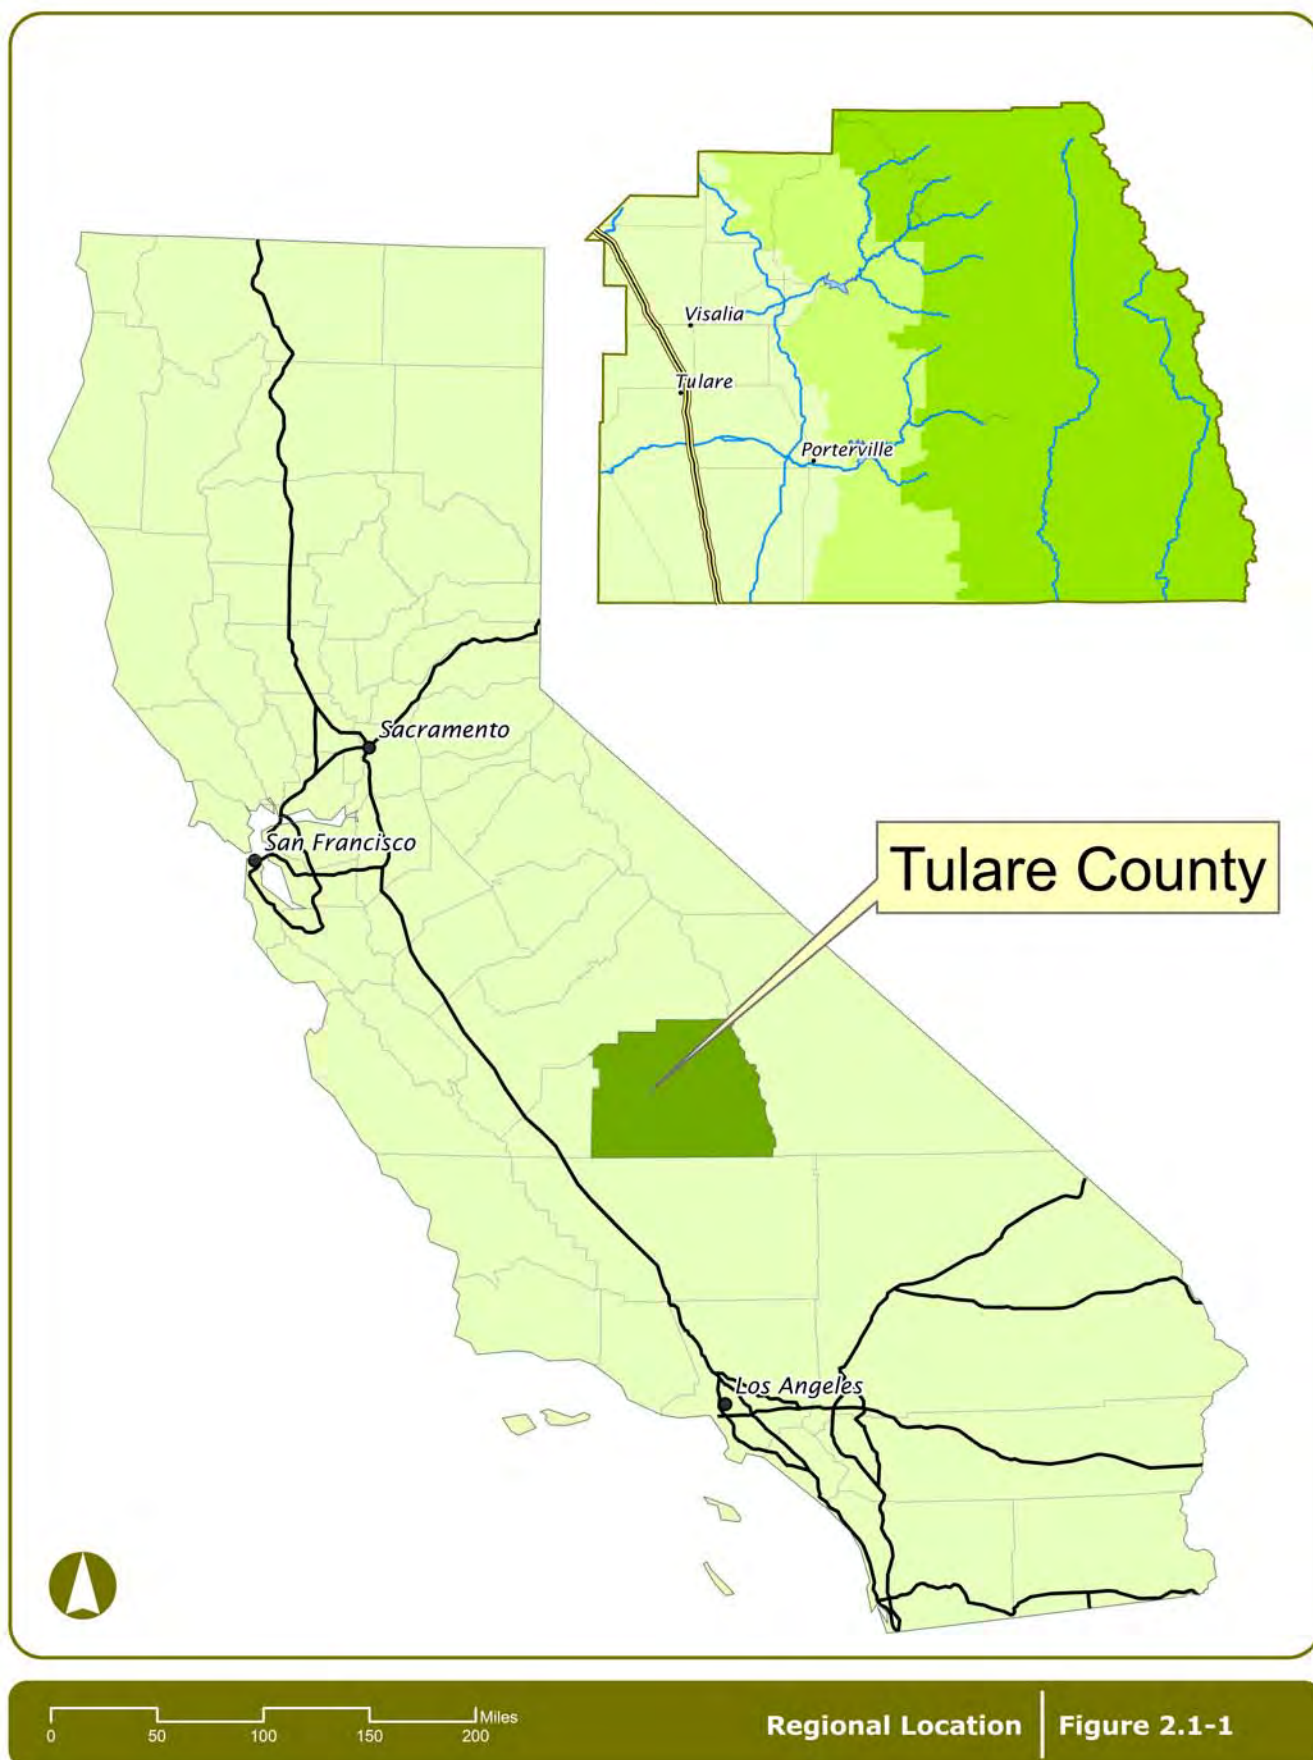 Visalia
Tulare
Porterville
Sacramento
San Francisco
Tulare County
Los Angeles
Miles
0 50 100 150 200
Regional Location Figure 2.1-1